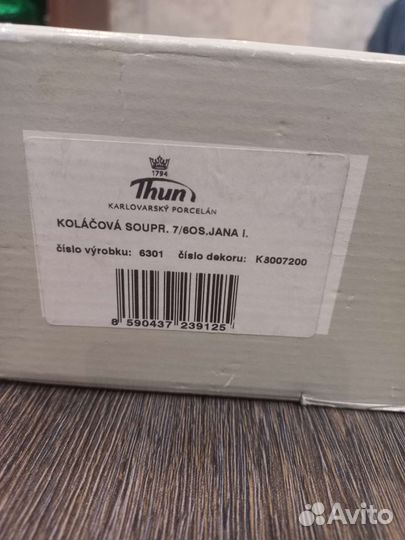 1794
Thun
KARLOVARSKÝ PORCELÁN
KOLÁČOVÁ SOUPR. 7/6OS.JANA I.
číslo výrobku: 6301 číslo dekoru: K3007200
8 590437 239125
Avito